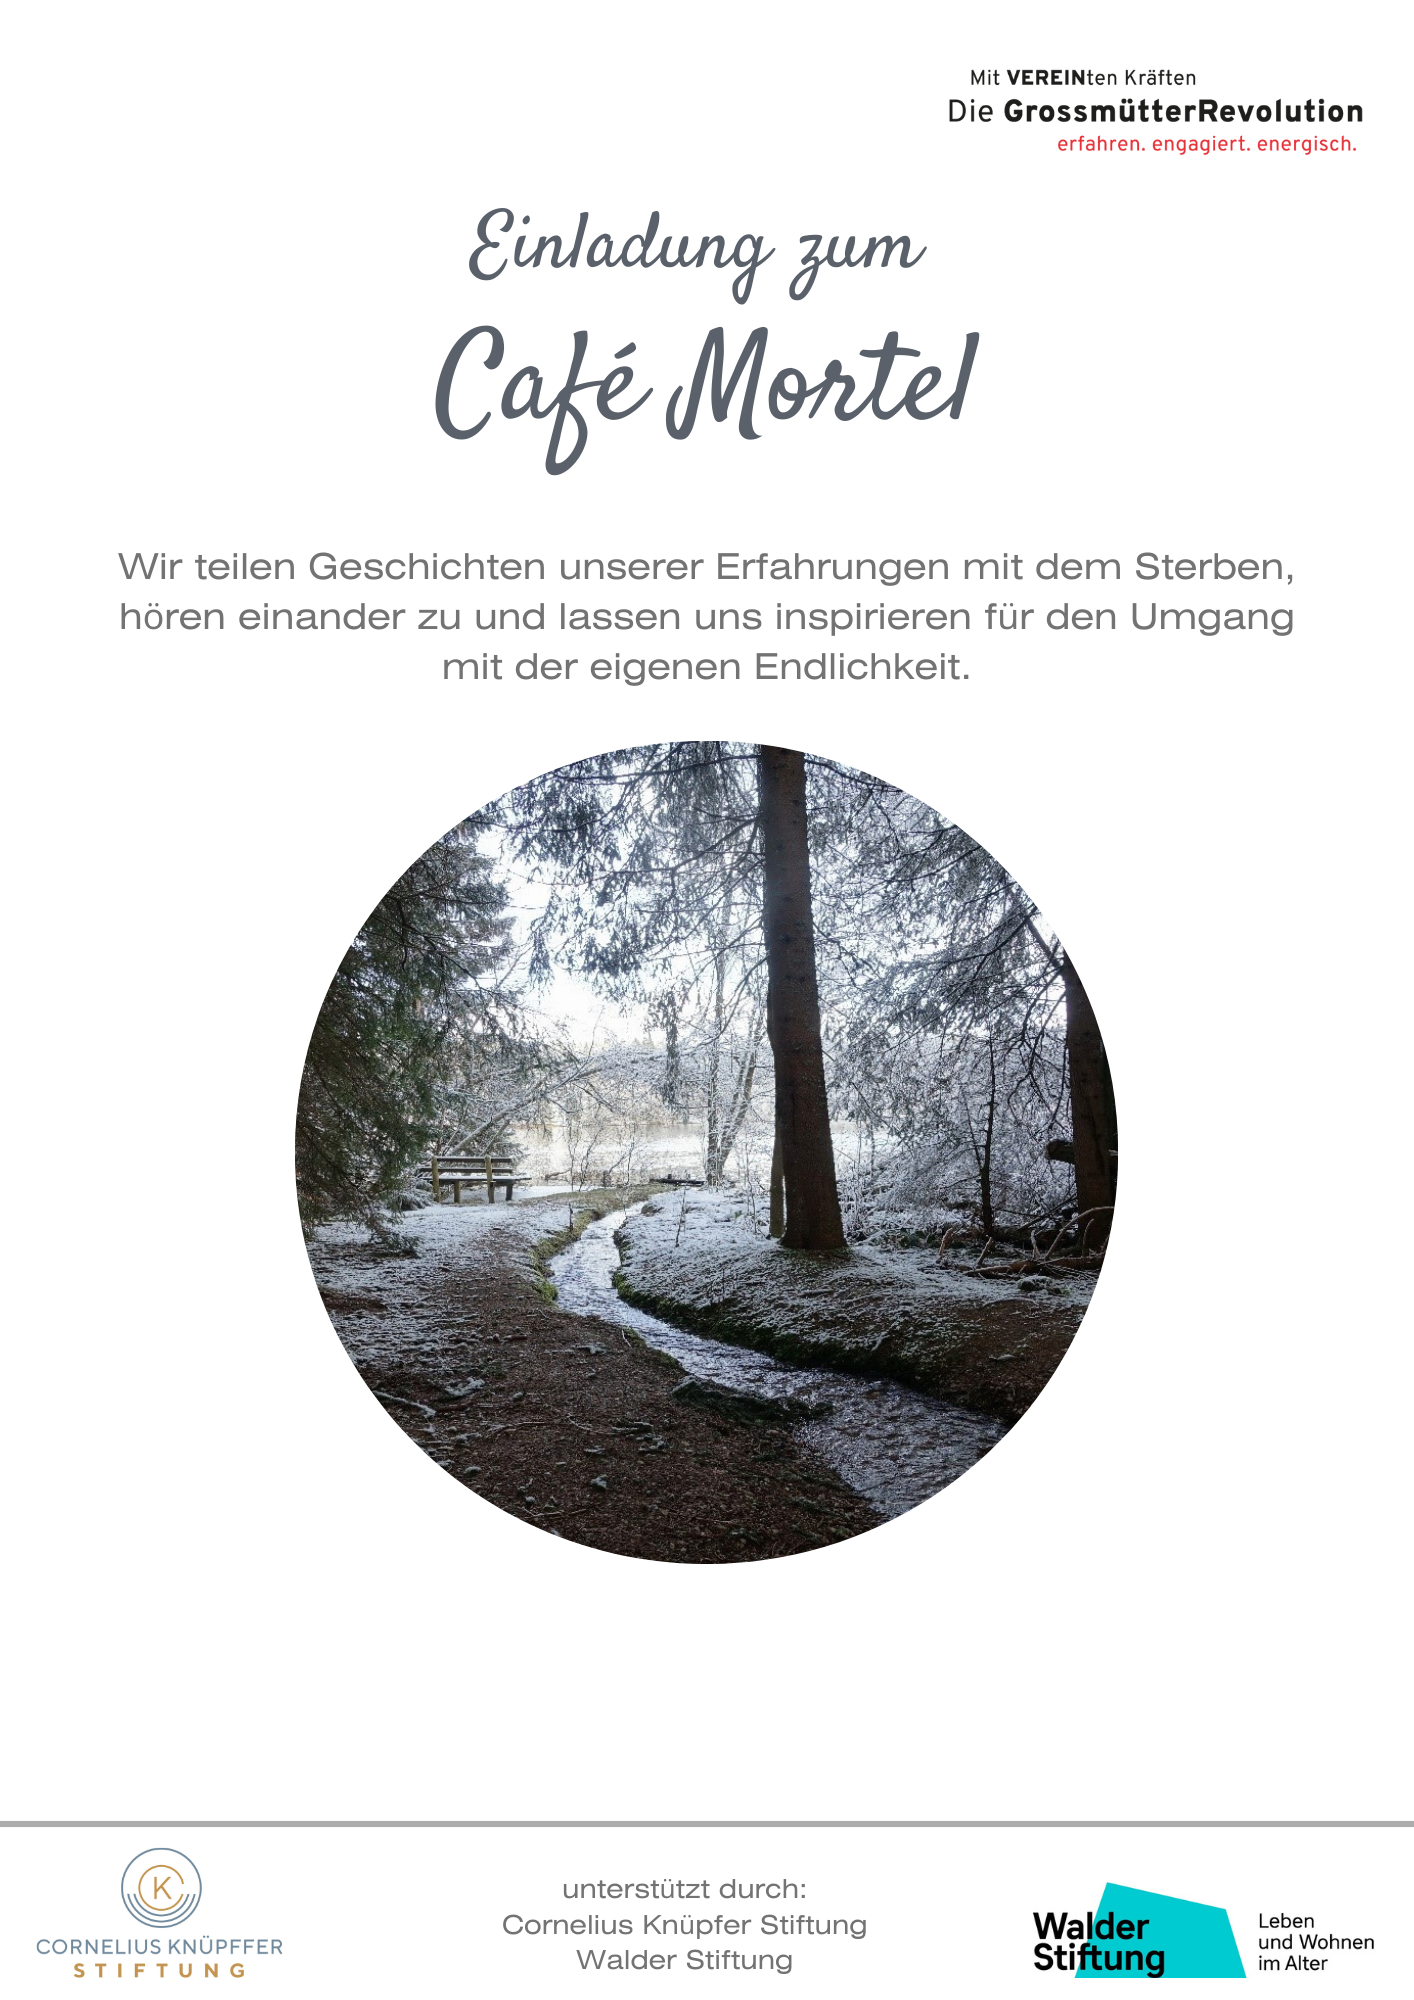 Mit VEREINten Kräften
Die GrossmütterRevolution
erfahren. engagiert. energisch.
Einladung zum
Café Mortel
Wir teilen Geschichten unserer Erfahrungen mit dem Sterben,
hören einander zu und lassen uns inspirieren für den Umgang
mit der eigenen Endlichkeit.
K
CORNELIUS KNÜPFFER
STIFTUNG
unterstützt durch:
Cornelius Knüpfer Stiftung
Walder Stiftung
Walder
Stiftung
Leben
und Wohnen
im Alter